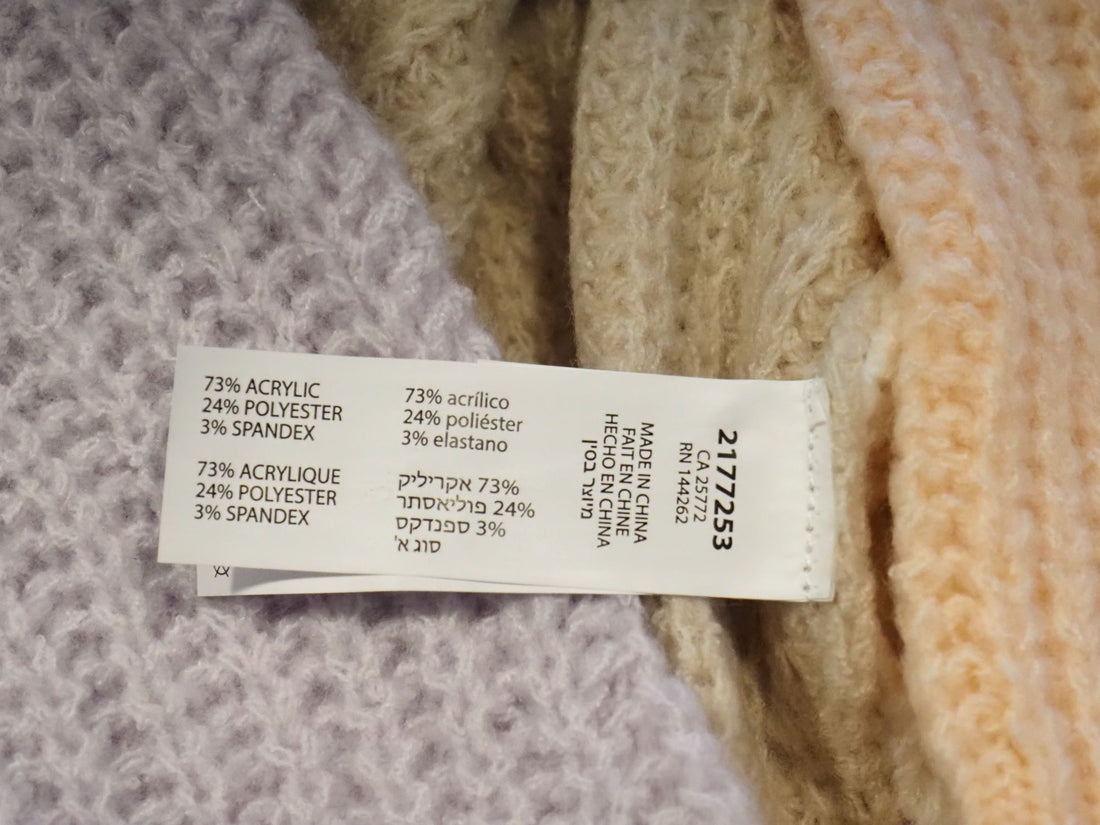 73% ACRYLIC
24% POLYESTER
3% SPANDEX
73% ACRYLIQUE
24% POLYESTER
3% SPANDEX
73% acrílico
24% poliéster
3% elastano
73% אקריליק
24% פוליאסתר
3% ספנדקס
סוג א'
MADE IN CHINA
FAIT EN CHINE
HECHO EN CHINA
מיוצר בסין
2177253
CA 25772
RN 144262